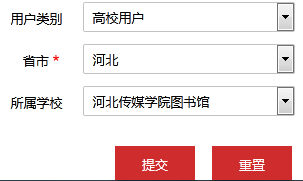 用户类别 高校用户
省市 * 河北
所属学校 河北传媒学院图书馆
提交 重置